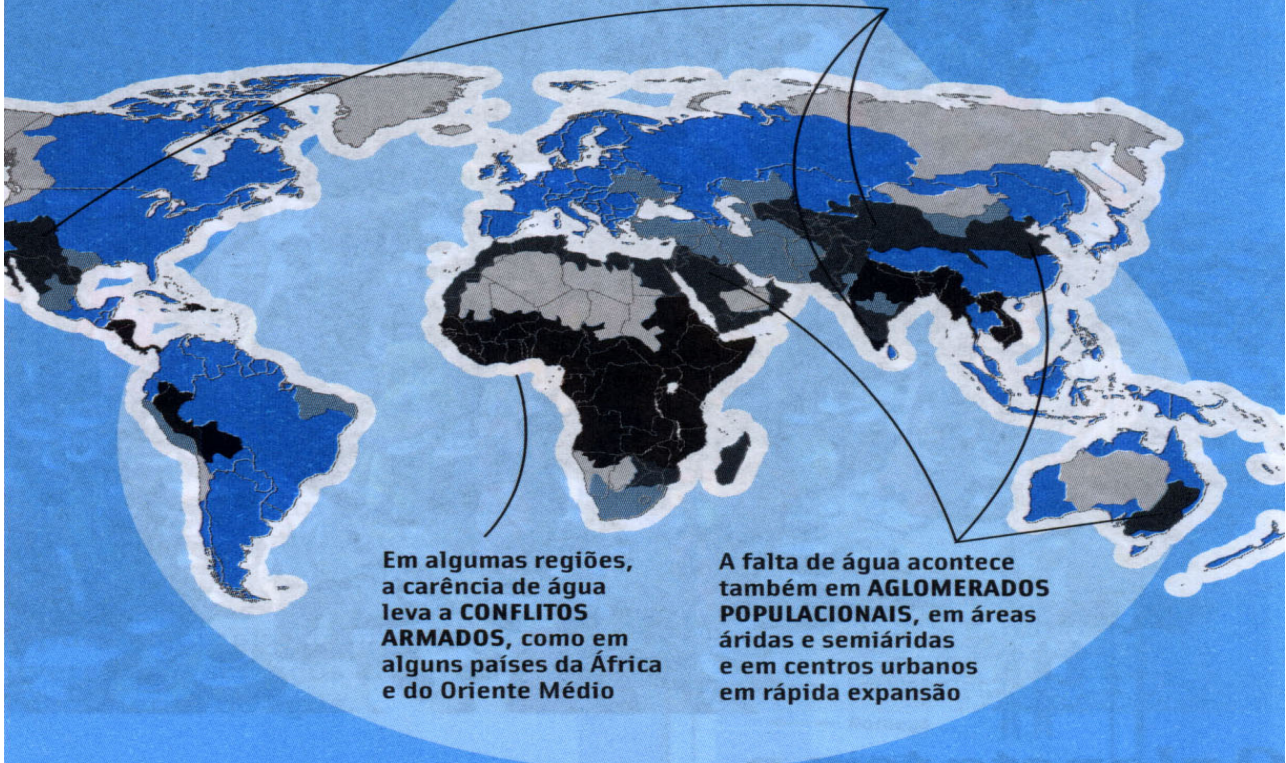 Em algumas regiões,
a carência de água
leva a CONFLITOS
ARMADOS, como em
alguns países da África
e do Oriente Médio
A falta de água acontece
também em AGLOMERADOS
POPULACIONAIS, em áreas
áridas e semiáridas
e em centros urbanos
em rápida expansão